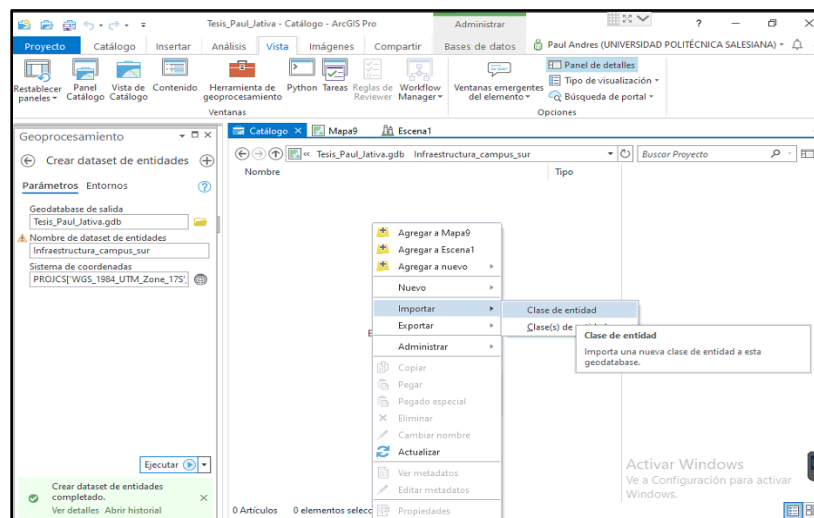 Tesis_Paul_Jativa - Catálogo - ArcGIS Pro
Administrar
?
Proyecto Catálogo Insertar Análisis Vista Imágenes Compartir Bases de datos
Paul Andres (UNIVERSIDAD POLITÉCNICA SALESIANA)
Restablecer paneles
Panel Catálogo
Vista de Catálogo
Contenido
Herramienta de geoprocesamiento
Python
Tareas
Reglas de Reviewer
Workflow Manager
Ventanas emergentes del elemento
Panel de detalles
Tipo de visualización
Búsqueda de portal
Ventanas
Opciones
Geoprocesamiento
Crear dataset de entidades
Parámetros Entornos
Geodatabase de salida
Tesis_Paul_Jativa.gdb
Nombre de dataset de entidades
Infraestructura_campus_sur
Sistema de coordenadas
PROJCS['WGS_1984_UTM_Zone_17S',
Ejecutar
Crear dataset de entidades completado.
Ver detalles Abrir historial
Catálogo Mapa9 Escena1
Tesis_Paul_Jativa.gdb Infraestructura_campus_sur
Buscar Proyecto
Nombre Tipo
Agregar a Mapa9
Agregar a Escena1
Agregar a nuevo
Nuevo
Importar
Exportar
Administrar
Copiar
Pegar
Pegado especial
Eliminar
Cambiar nombre
Actualizar
Ver metadatos
Editar metadatos
Propiedades
Clase de entidad
Clase(s) de
Clase de entidad
Importa una nueva clase de entidad a esta
geodatabase.
Activar Windows
Ve a Configuración para activar
Windows.
0 Artículos 0 elementos selecc